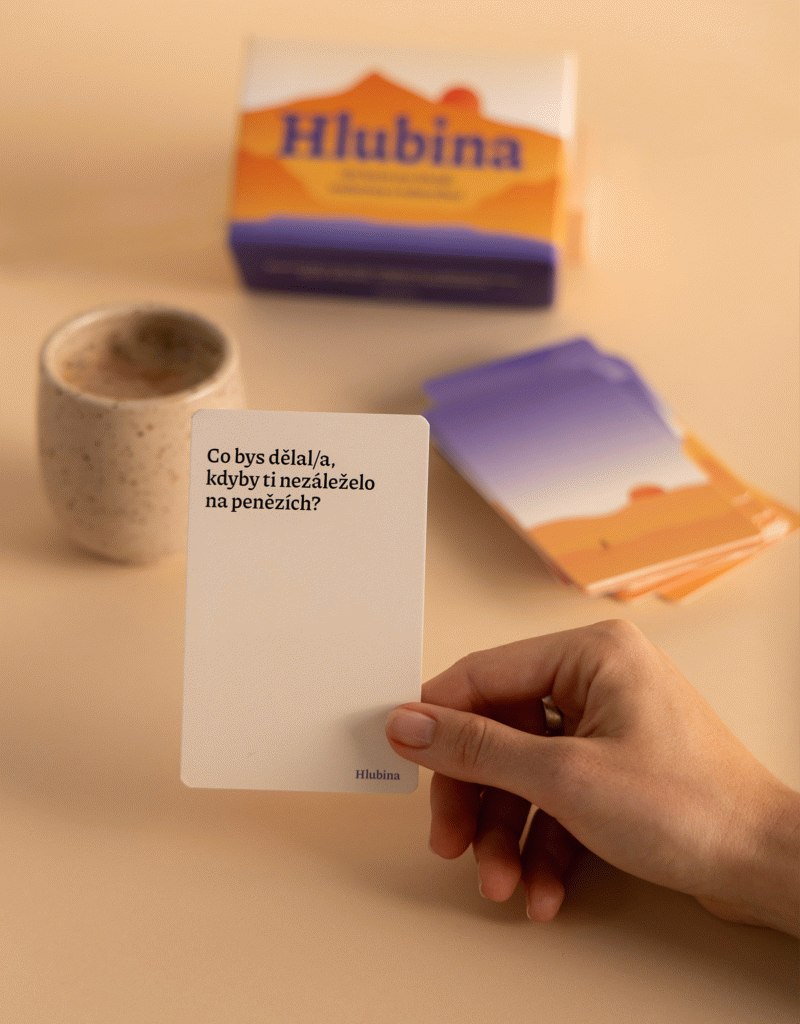 Hlubina
Co bys dělal/a,
kdyby ti nezáleželo
na penězích?
Hlubina